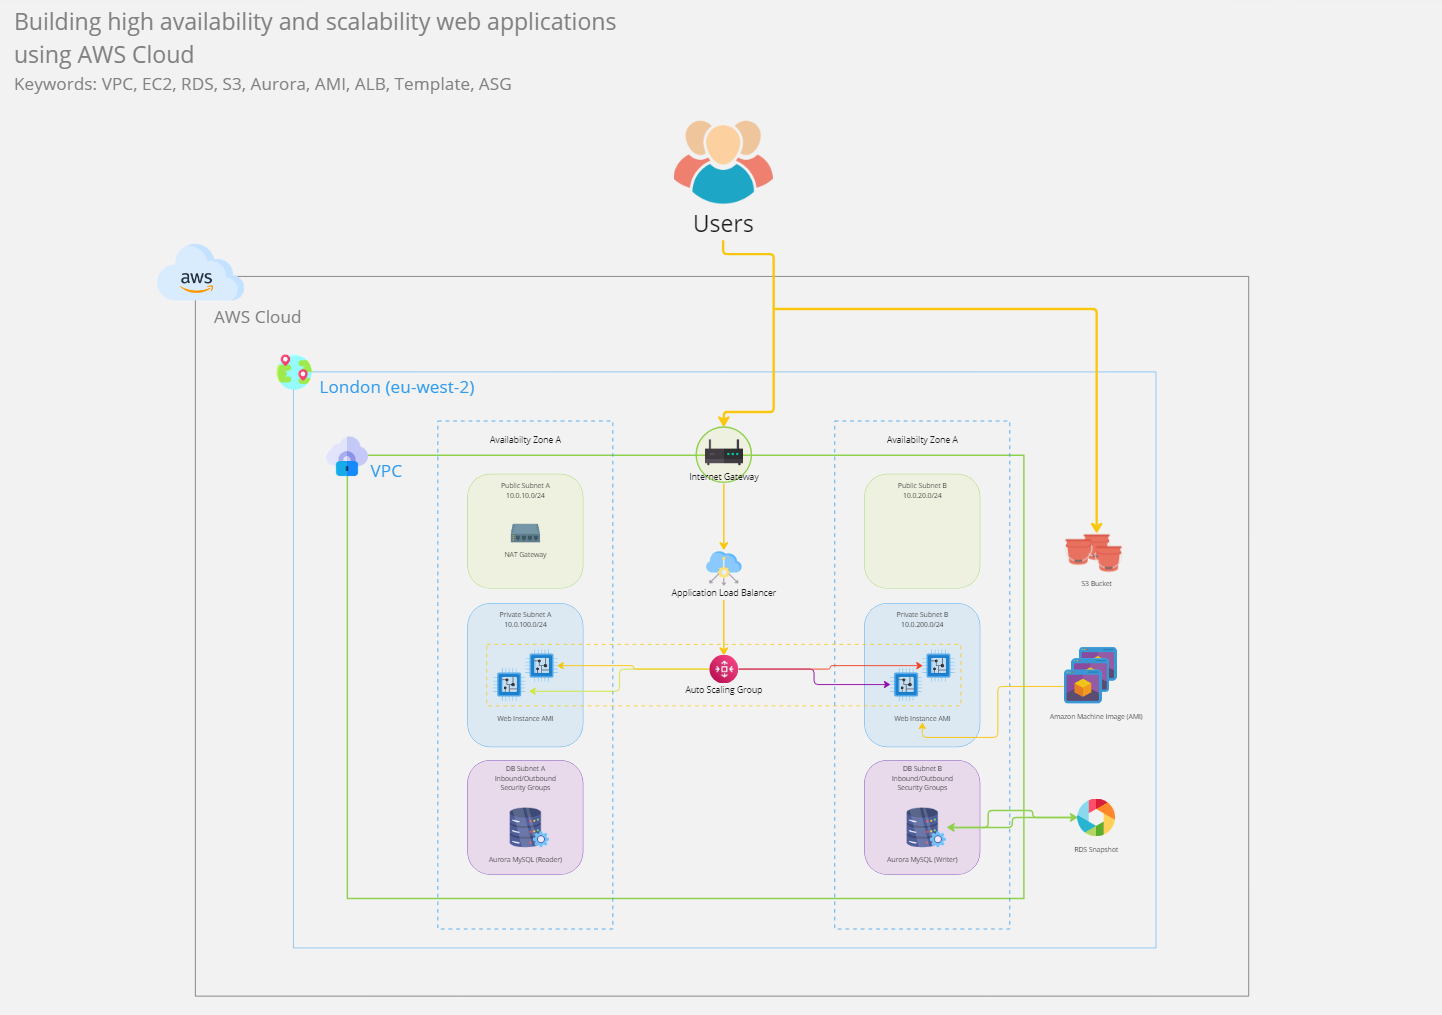 Building high availability and scalability web applications
using AWS Cloud
Keywords: VPC, EC2, RDS, S3, Aurora, AMI, ALB, Template, ASG
Users
aws
AWS Cloud
London (eu-west-2)
VPC
Availabilty Zone A
Public Subnet A
10.0.10.0/24
NAT Gateway
Private Subnet A
10.0.100.0/24
Web Instance AMI
DB Subnet A
Inbound/Outbound
Security Groups
Aurora MySQL (Reader)
Internet Gateway
Application Load Balancer
Auto Scaling Group
Availabilty Zone A
Public Subnet B
10.0.20.0/24
Private Subnet B
10.0.200.0/24
Web Instance AMI
DB Subnet B
Inbound/Outbound
Security Groups
Aurora MySQL (Writer)
S3 Bucket
Amazon Machine Image (AMI)
RDS Snapshot